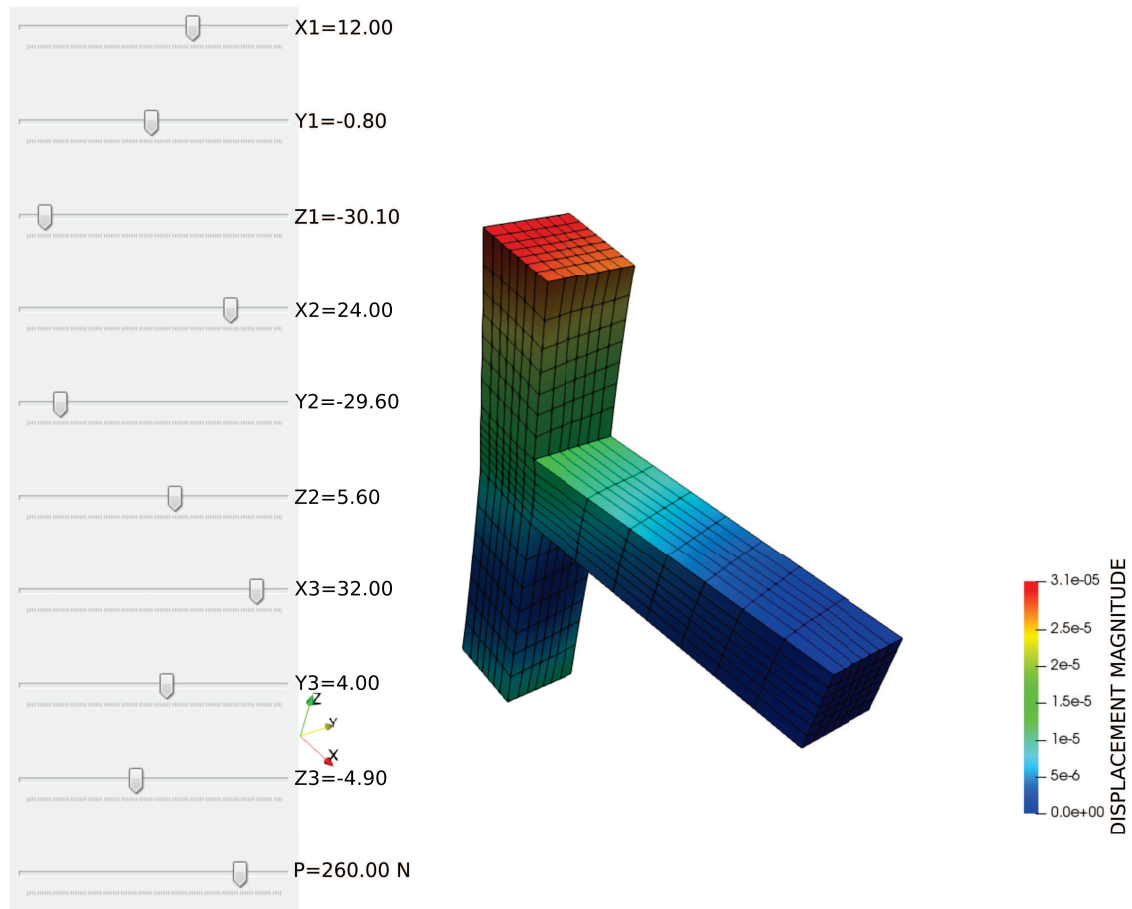 X1=12.00
Y1=-0.80
Z1=-30.10
X2=24.00
Y2=-29.60
Z2=5.60
X3=32.00
Y3=4.00
Z3=-4.90
P=260.00 N
Z
Y
X
3.1e-05
2.5e-5
2e-5
1.5e-5
1e-5
5e-6
0.0e+00
DISPLACEMENT MAGNITUDE